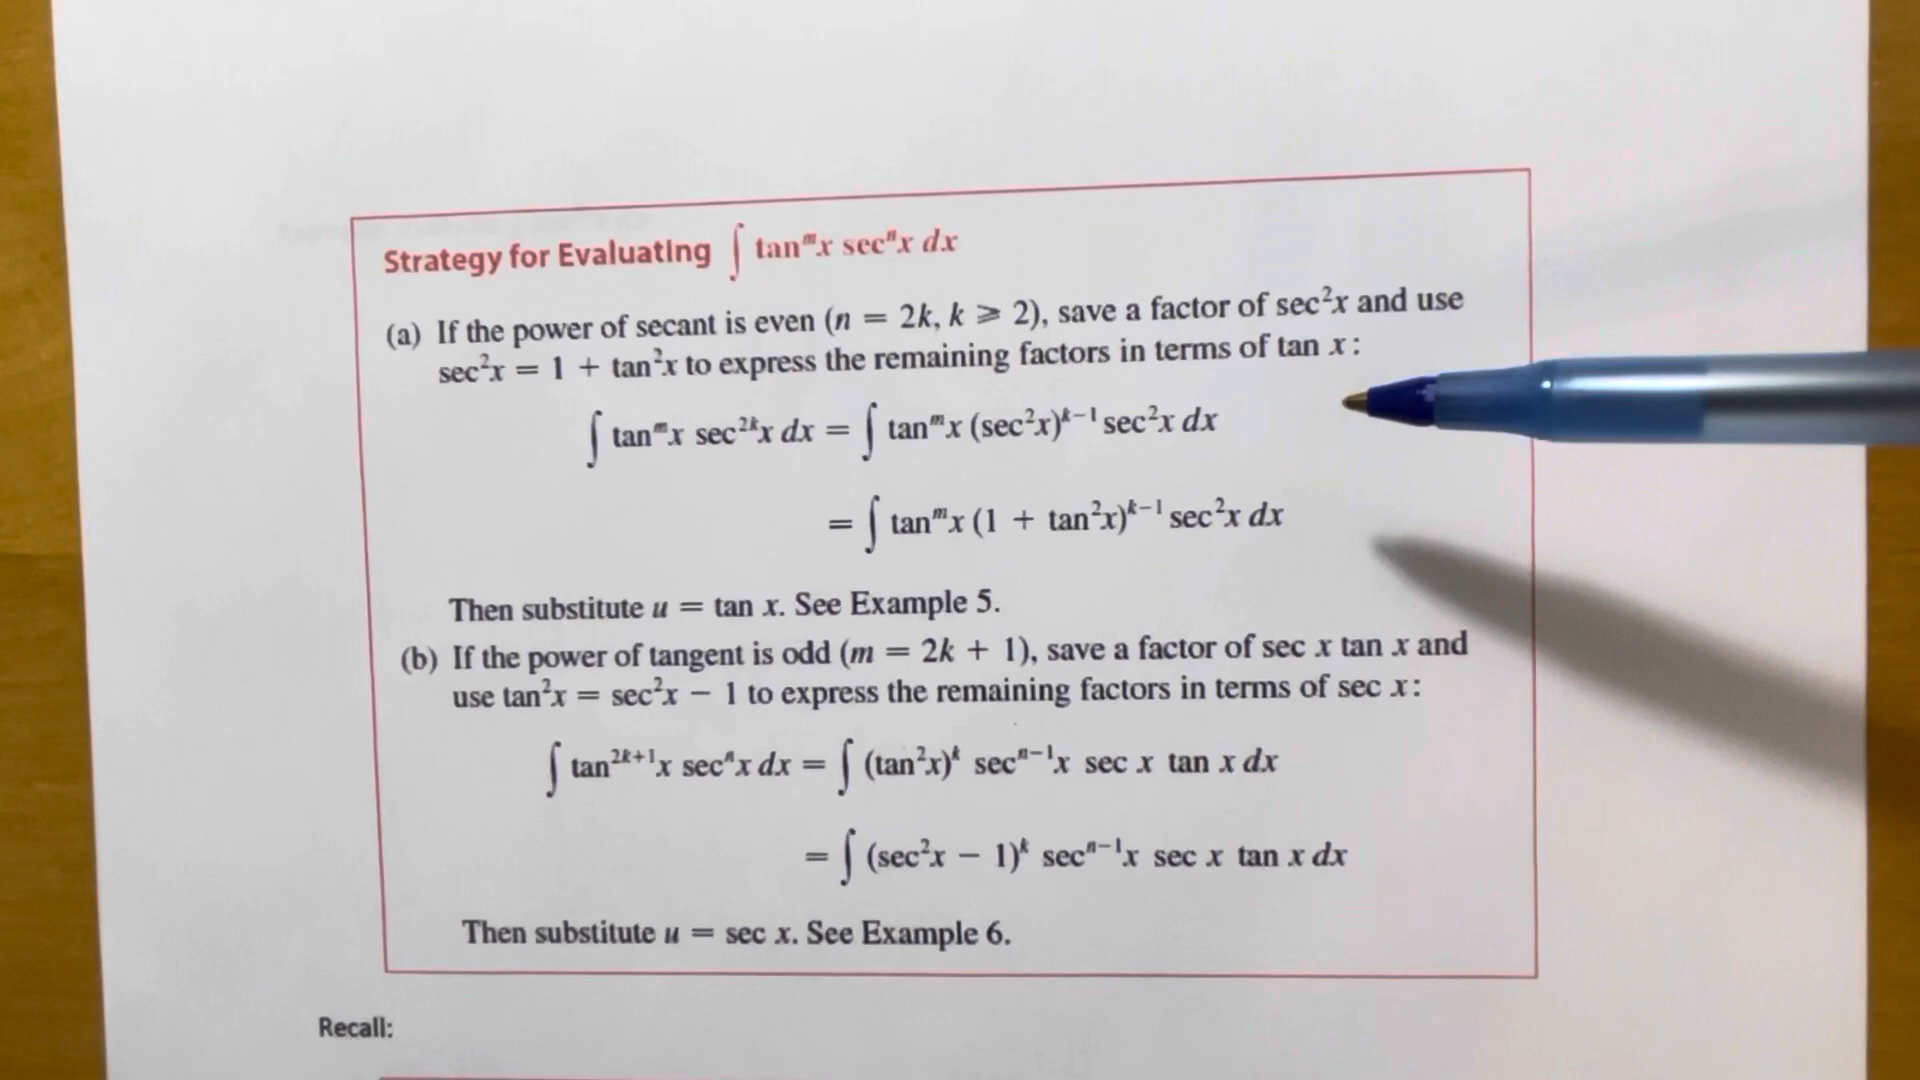 Strategy for Evaluating ∫ tanᵐx secⁿx dx
(a) If the power of secant is even (n = 2k, k ⩾ 2), save a factor of sec²x and use
sec²x = 1 + tan²x to express the remaining factors in terms of tan x:
∫ tanᵐx sec²ᵏx dx = ∫ tanᵐx (sec²x)ᵏ⁻¹ sec²x dx
= ∫ tanᵐx (1 + tan²x)ᵏ⁻¹ sec²x dx
Then substitute u = tan x. See Example 5.
(b) If the power of tangent is odd (m = 2k + 1), save a factor of sec x tan x and
use tan²x = sec²x − 1 to express the remaining factors in terms of sec x:
∫ tan²ᵏ⁺¹x secⁿx dx = ∫ (tan²x)ᵏ secⁿ⁻¹x sec x tan x dx
= ∫ (sec²x − 1)ᵏ secⁿ⁻¹x sec x tan x dx
Then substitute u = sec x. See Example 6.
Recall: